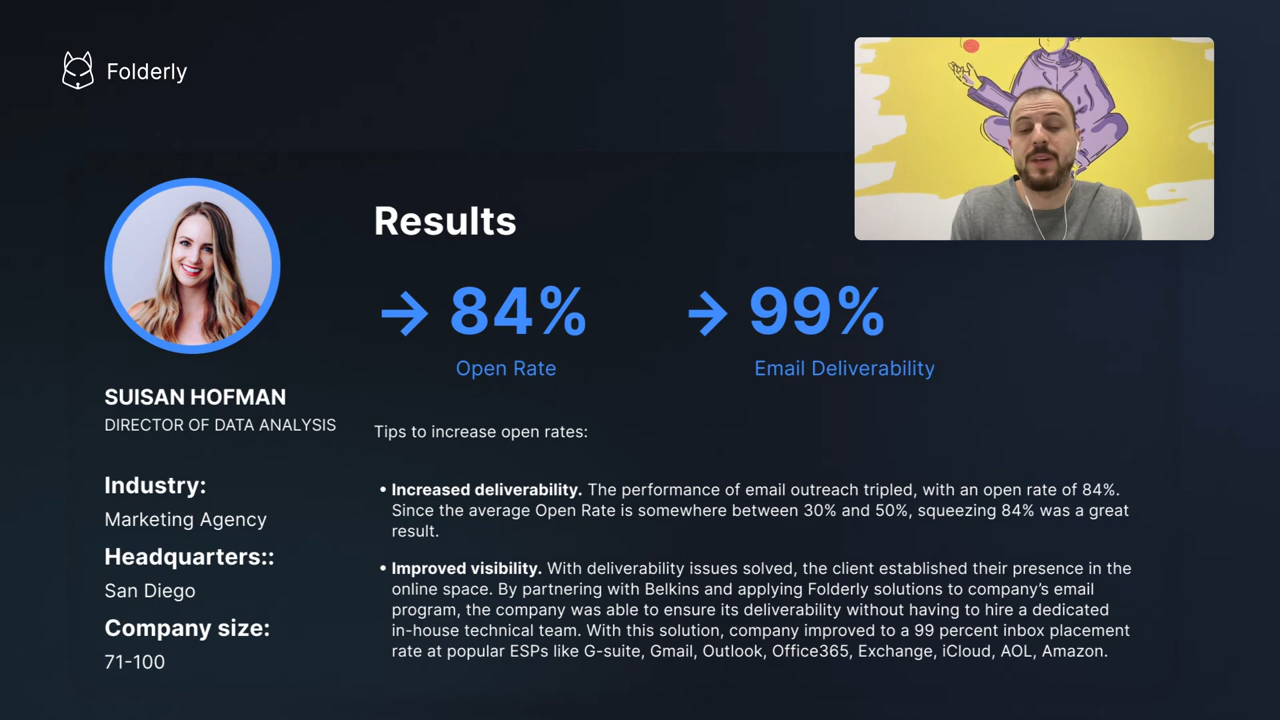 Folderly
Results
→ 84%
Open Rate
→ 99%
Email Deliverability
SUISAN HOFMAN
DIRECTOR OF DATA ANALYSIS
Industry:
Marketing Agency
Headquarters::
San Diego
Company size:
71-100
Tips to increase open rates:
• Increased deliverability. The performance of email outreach tripled, with an open rate of 84%.
Since the average Open Rate is somewhere between 30% and 50%, squeezing 84% was a great
result.
• Improved visibility. With deliverability issues solved, the client established their presence in the
online space. By partnering with Belkins and applying Folderly solutions to company’s email
program, the company was able to ensure its deliverability without having to hire a dedicated
in-house technical team. With this solution, company improved to a 99 percent inbox placement
rate at popular ESPs like G-suite, Gmail, Outlook, Office365, Exchange, iCloud, AOL, Amazon.